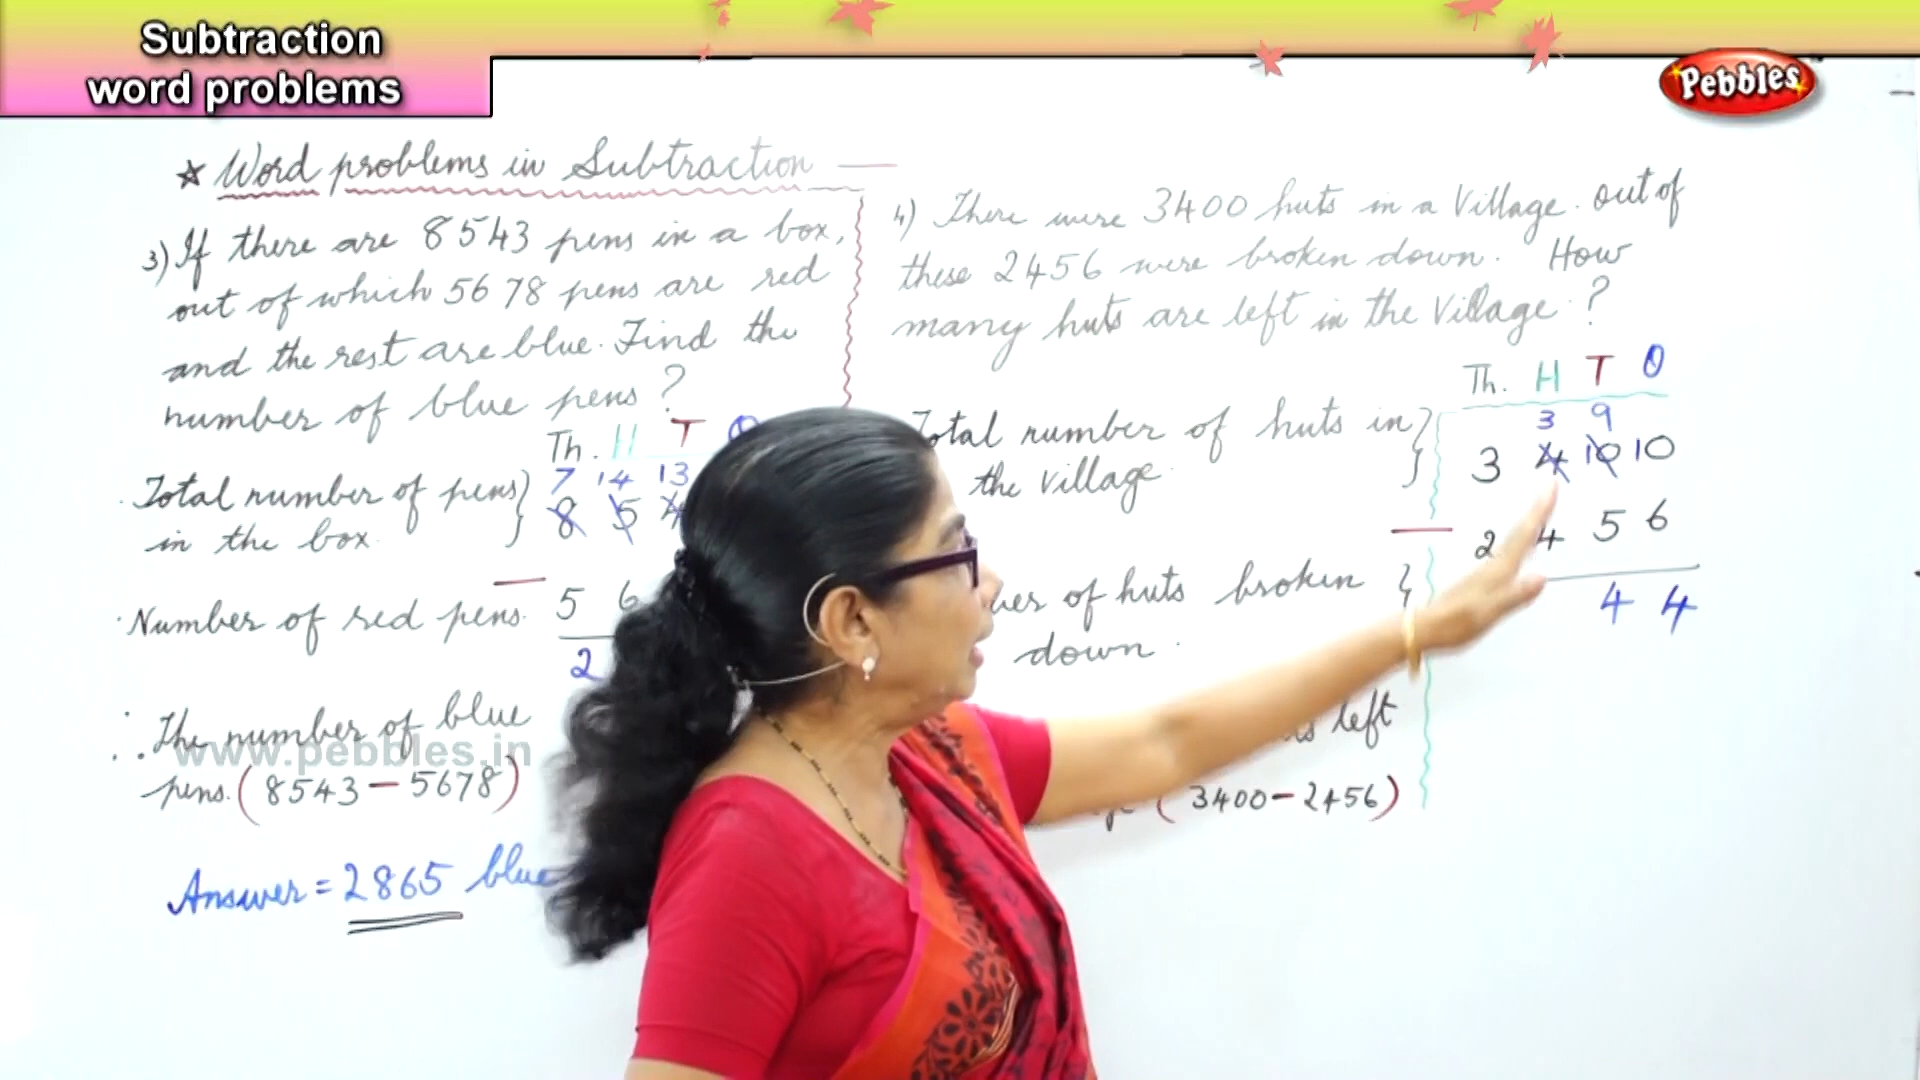 Subtraction
word problems
Pebbles
☆ Word problems in Subtraction —
3) If there are 8543 pens in a box,
out of which 5678 pens are red
and the rest are blue. Find the
number of blue pens ?
Th. H T O
7 14 13
Total number of pens } 8 5 4
in the box.
— Number of red pens. 5 6
2
∴ The number of blue
pens. (8543 — 5678)
www.pebbles.in
Answer = 2865 blue
4) There were 3400 huts in a Village. Out of
these 2456 were broken down. How
many huts are left in the Village. ?
Th. H T O
3 9
Total number of huts in } 3 4 10 10
the Village.
— 2 4 5 6
of huts broken }
down.
4 4
left
(3400 — 2456)